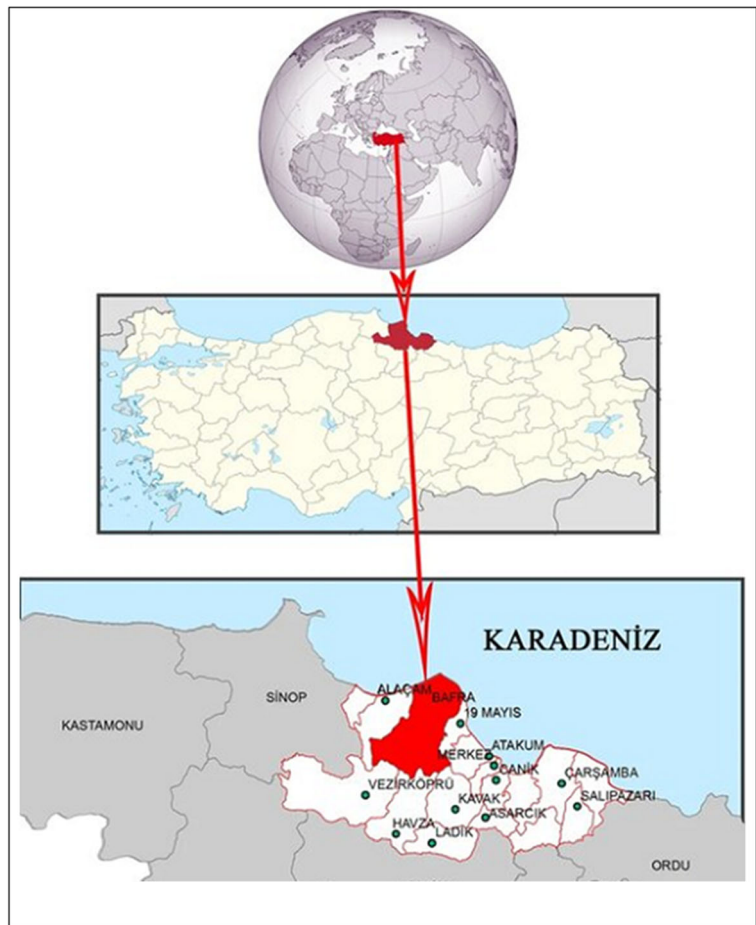 KARADENİZ
SİNOP
KASTAMONU
ALAÇAM
BAFRA
19 MAYIS
MERKEZ
ATAKUM
CANİK
ÇARŞAMBA
VEZİRKÖPRÜ
SALIPAZARI
KAVAK
ASARCIK
HAVZA
LADİK
ORDU